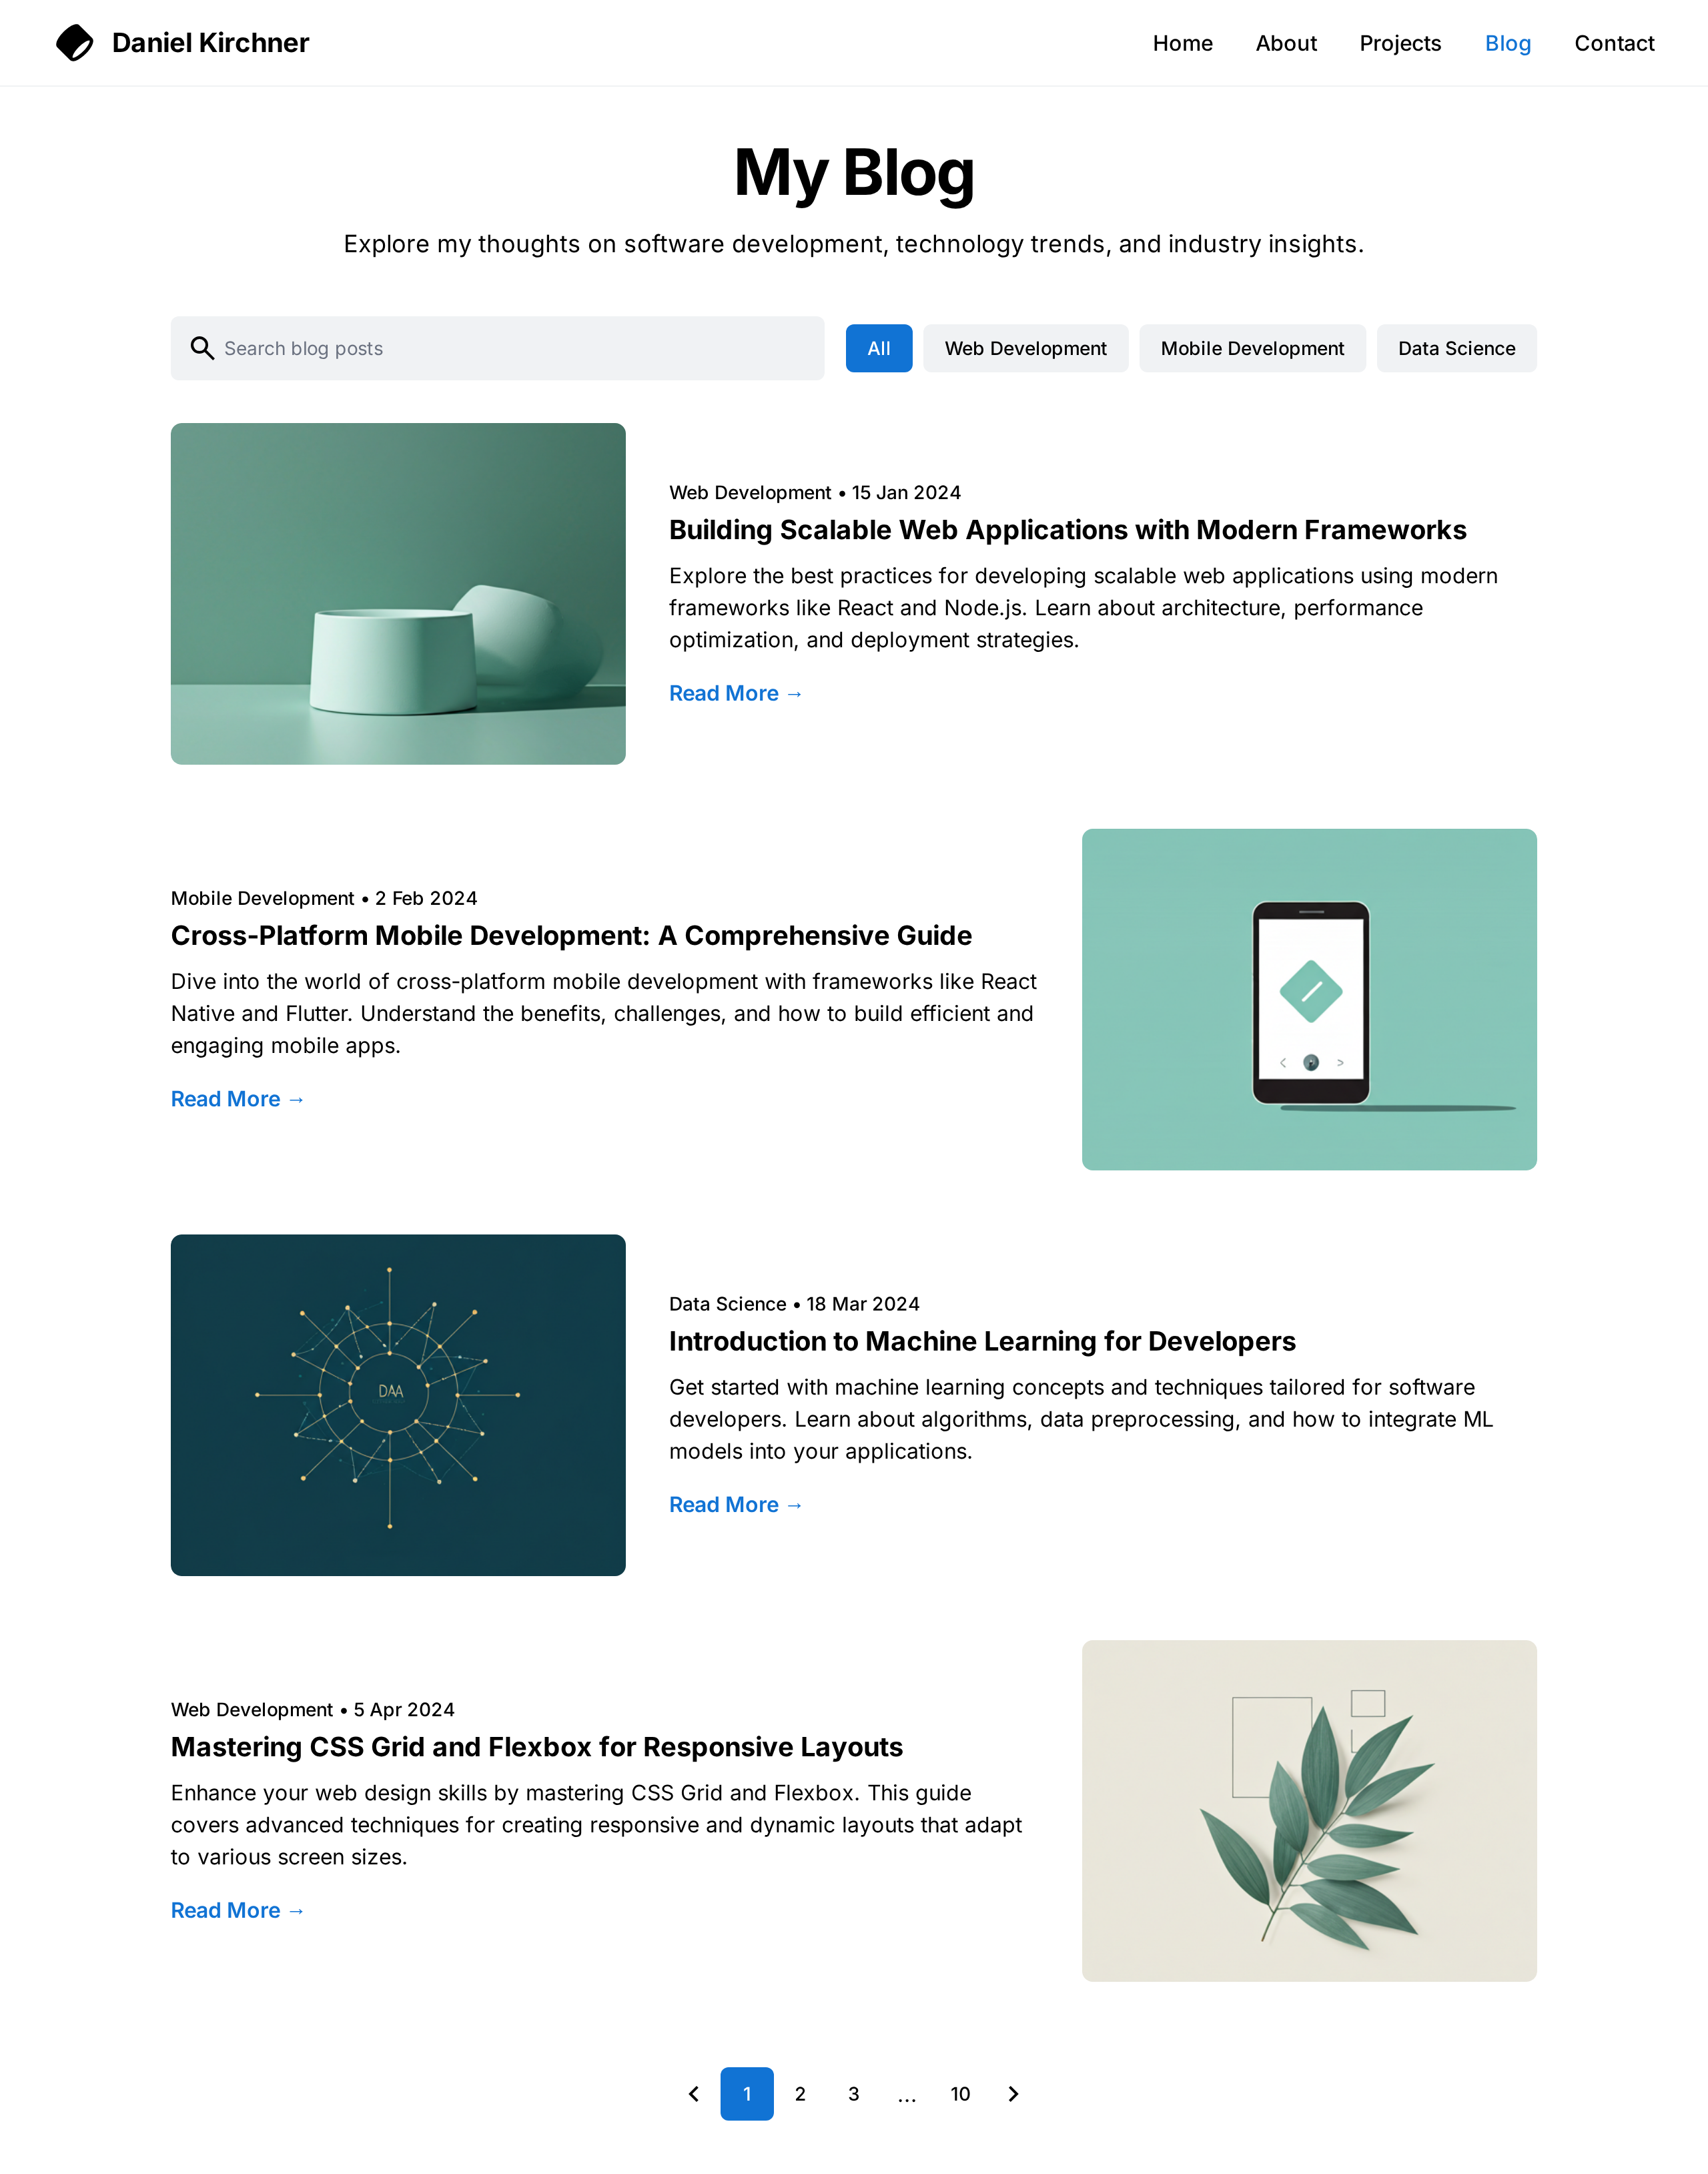 Daniel Kirchner
Home About Projects Blog Contact
My Blog
Explore my thoughts on software development, technology trends, and industry insights.
Search blog posts
All Web Development Mobile Development Data Science
Web Development • 15 Jan 2024
Building Scalable Web Applications with Modern Frameworks
Explore the best practices for developing scalable web applications using modern
frameworks like React and Node.js. Learn about architecture, performance
optimization, and deployment strategies.
Read More →
Mobile Development • 2 Feb 2024
Cross-Platform Mobile Development: A Comprehensive Guide
Dive into the world of cross-platform mobile development with frameworks like React
Native and Flutter. Understand the benefits, challenges, and how to build efficient and
engaging mobile apps.
Read More →
DAA
Data Science • 18 Mar 2024
Introduction to Machine Learning for Developers
Get started with machine learning concepts and techniques tailored for software
developers. Learn about algorithms, data preprocessing, and how to integrate ML
models into your applications.
Read More →
Web Development • 5 Apr 2024
Mastering CSS Grid and Flexbox for Responsive Layouts
Enhance your web design skills by mastering CSS Grid and Flexbox. This guide
covers advanced techniques for creating responsive and dynamic layouts that adapt
to various screen sizes.
Read More →
1 2 3 ... 10